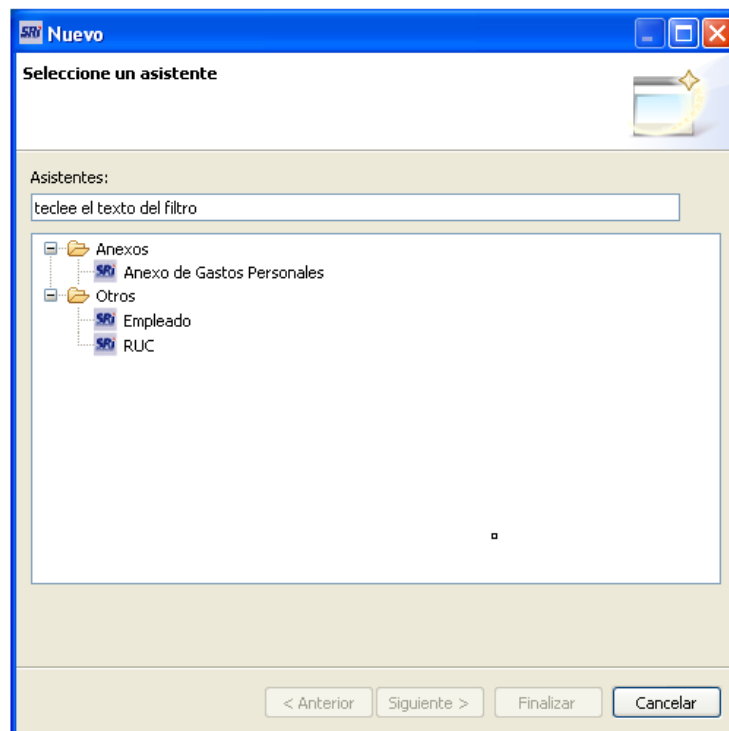 SRi Nuevo
Seleccione un asistente
Asistentes:
teclee el texto del filtro
Anexos
SRi Anexo de Gastos Personales
Otros
SRi Empleado
SRi RUC
< Anterior Siguiente > Finalizar Cancelar